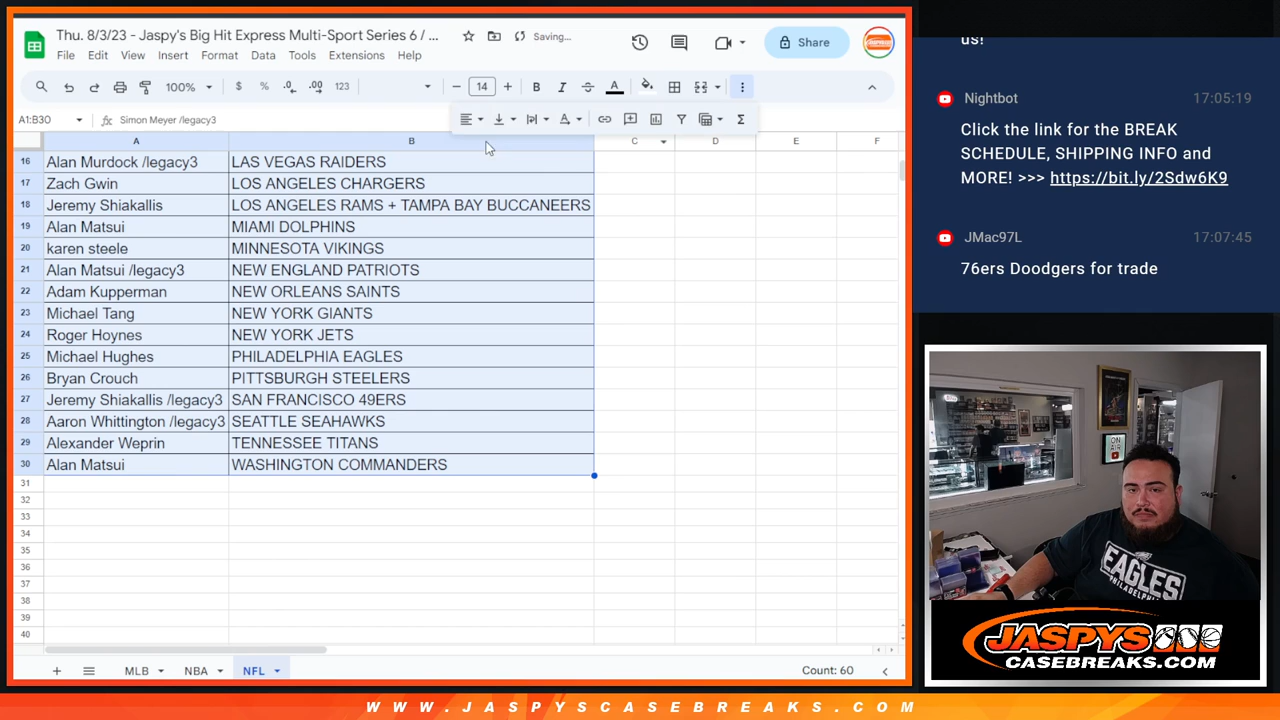 Thu. 8/3/23 - Jaspy's Big Hit Express Multi-Sport Series 6 / ...
Saving...
Share
File Edit View Insert Format Data Tools Extensions Help
100% $ % .0 .00 123 14 B I A
A1:B30 fx Simon Meyer /legacy3
A B C D E F
16 Alan Murdock /legacy3 LAS VEGAS RAIDERS
17 Zach Gwin LOS ANGELES CHARGERS
18 Jeremy Shiakallis LOS ANGELES RAMS + TAMPA BAY BUCCANEERS
19 Alan Matsui MIAMI DOLPHINS
20 karen steele MINNESOTA VIKINGS
21 Alan Matsui /legacy3 NEW ENGLAND PATRIOTS
22 Adam Kupperman NEW ORLEANS SAINTS
23 Michael Tang NEW YORK GIANTS
24 Roger Hoynes NEW YORK JETS
25 Michael Hughes PHILADELPHIA EAGLES
26 Bryan Crouch PITTSBURGH STEELERS
27 Jeremy Shiakallis /legacy3 SAN FRANCISCO 49ERS
28 Aaron Whittington /legacy3 SEATTLE SEAHAWKS
29 Alexander Weprin TENNESSEE TITANS
30 Alan Matsui WASHINGTON COMMANDERS
31
32
33
34
35
36
37
38
39
40
MLB NBA NFL Count: 60
us!
Nightbot 17:05:19
Click the link for the BREAK
SCHEDULE, SHIPPING INFO and
MORE! >>> https://bit.ly/2Sdw6K9
JMac97L 17:07:45
76ers Doodgers for trade
ON AIR
EAGLES
PHILADELPHIA
JASPYS
CASEBREAKS.COM
WWW.JASPYSCASEBREAKS.COM